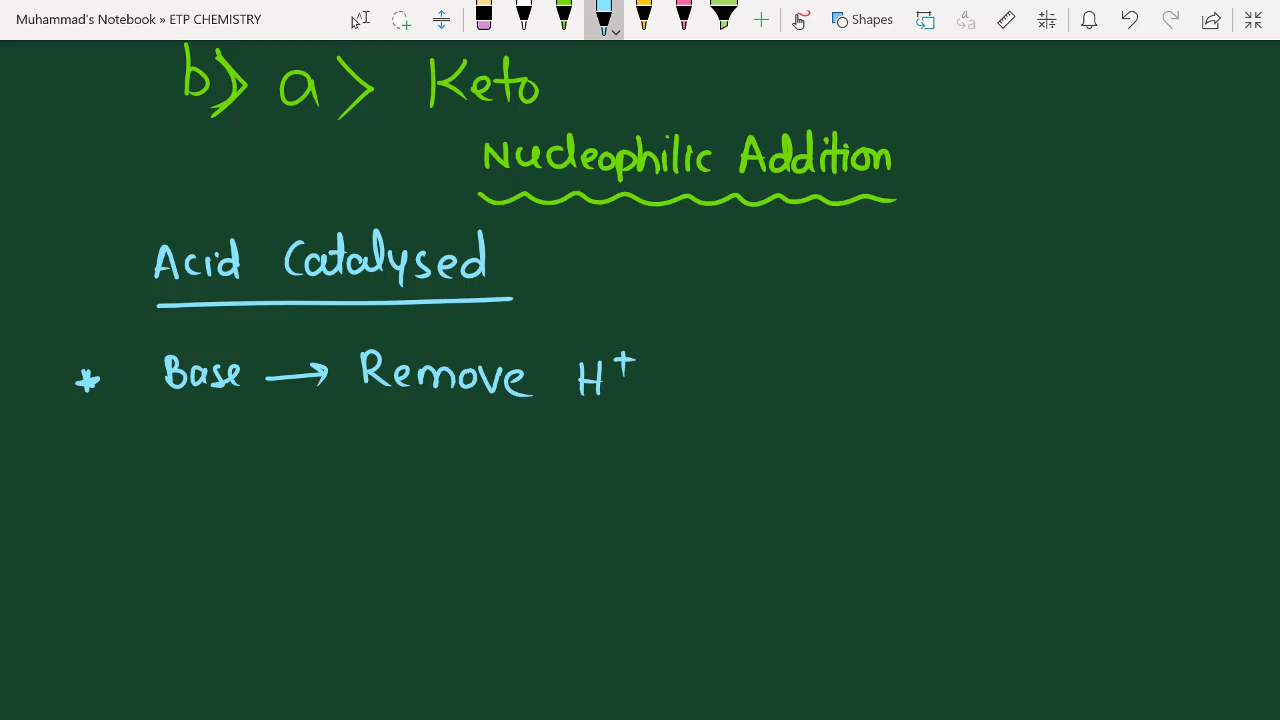 Muhammad's Notebook » ETP CHEMISTRY
Shapes
b) a > Keto
Nucleophilic Addition
Acid Catalysed
* Base → Remove H⁺